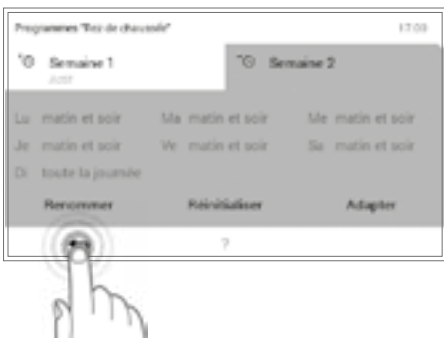 Programmes "Rez de chaussée" 17:03
Semaine 1 Semaine 2
Lu matin et soir Ma matin et soir Me matin et soir
Je matin et soir Ve matin et soir Sa matin et soir
Di toute la journée
Renommer Réinitialiser Adapter
?